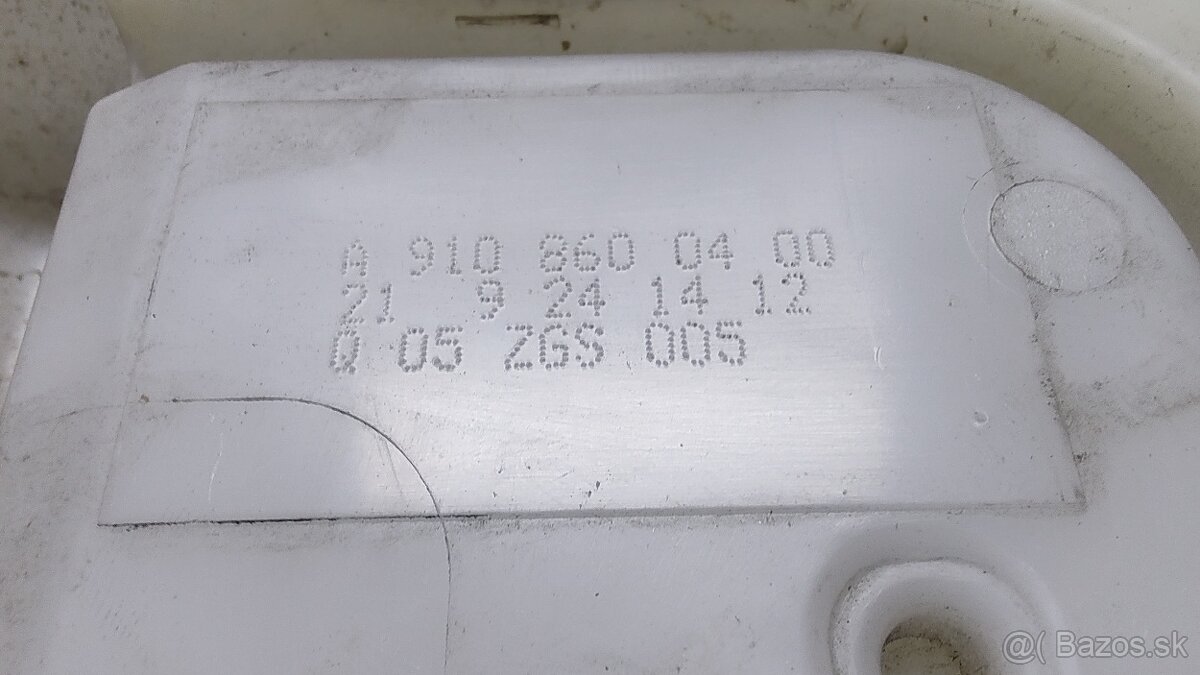 A 910 860 04 00
21 9 24 14 12
Q 05 ZGS 005
@( Bazos.sk